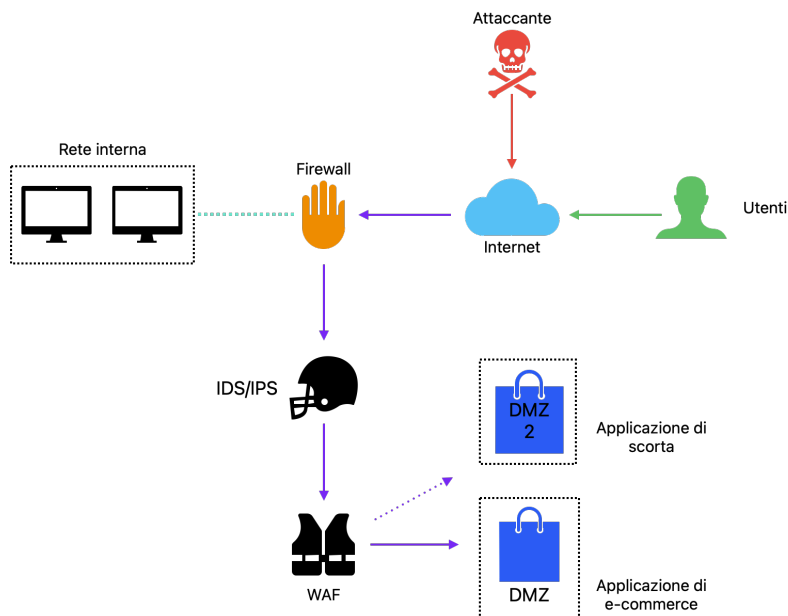 Attaccante
Rete interna
Firewall
Utenti
Internet
IDS/IPS
DMZ
2
Applicazione di
scorta
WAF
DMZ
Applicazione di
e-commerce